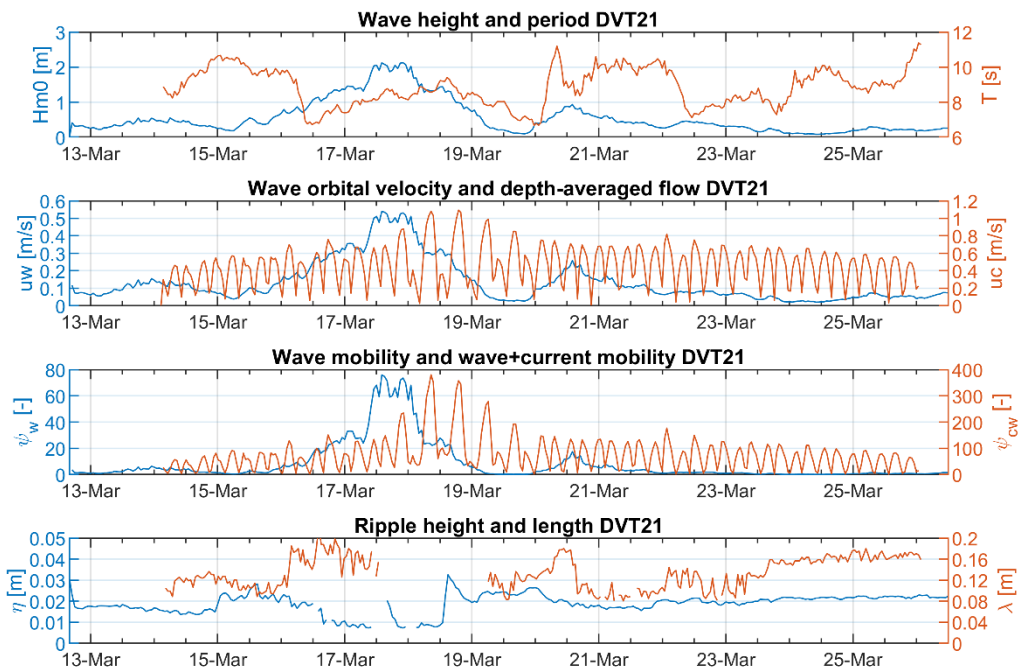 Wave height and period DVT21
Hm0 [m]
3
2
1
0
12
10
8
6
T [s]
13-Mar 15-Mar 17-Mar 19-Mar 21-Mar 23-Mar 25-Mar
Wave orbital velocity and depth-averaged flow DVT21
uw [m/s]
0.6
0.5
0.4
0.3
0.2
0.1
0
1.2
1
0.8
0.6
0.4
0.2
0
uc [m/s]
13-Mar 15-Mar 17-Mar 19-Mar 21-Mar 23-Mar 25-Mar
Wave mobility and wave+current mobility DVT21
ψw [-]
80
60
40
20
0
400
300
200
100
0
ψcw [-]
13-Mar 15-Mar 17-Mar 19-Mar 21-Mar 23-Mar 25-Mar
Ripple height and length DVT21
η [m]
0.05
0.04
0.03
0.02
0.01
0
0.2
0.16
0.12
0.08
0.04
0
λ [m]
13-Mar 15-Mar 17-Mar 19-Mar 21-Mar 23-Mar 25-Mar